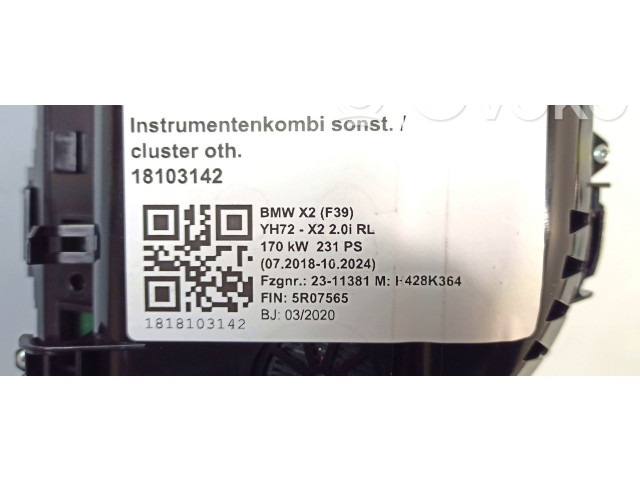 Instrumentenkombi sonst. /
cluster oth.
18103142
BMW X2 (F39)
YH72 - X2 2.0i RL
170 kW 231 PS
(07.2018-10.2024)
Fzgnr.: 23-11381 M: H428K364
FIN: 5R07565
BJ: 03/2020
1818103142